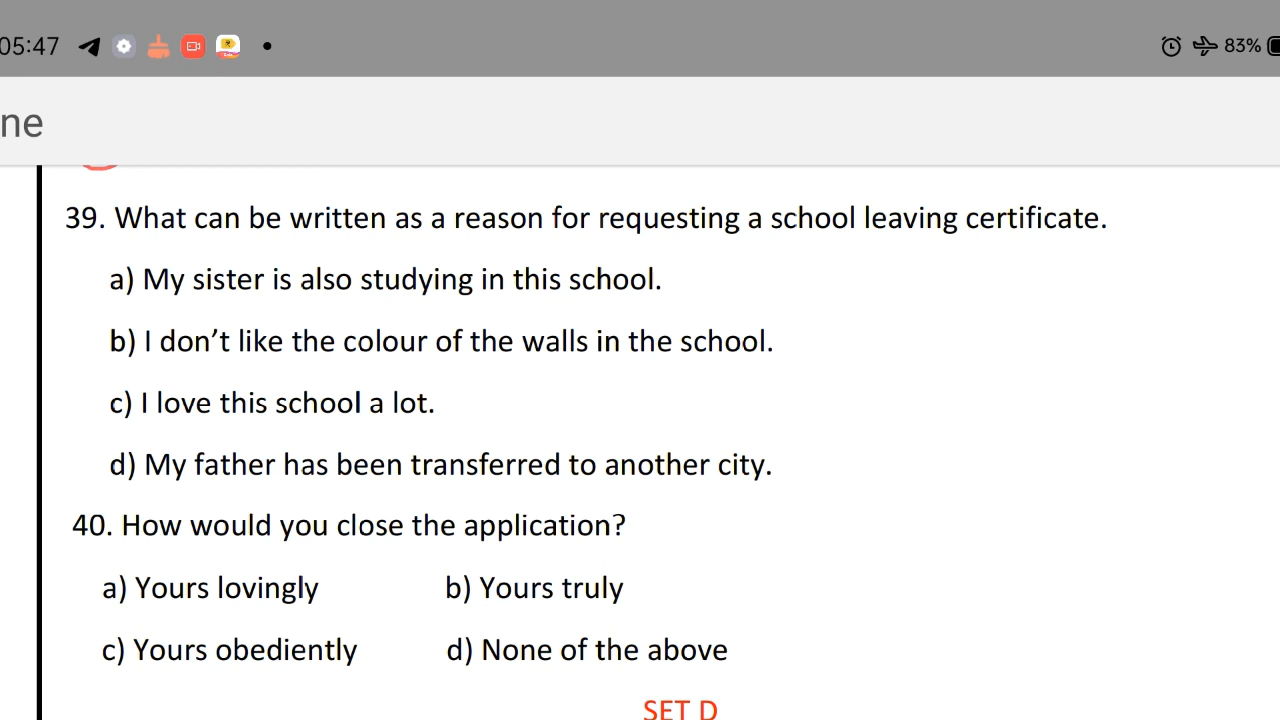 05:47
83%
ne
39. What can be written as a reason for requesting a school leaving certificate.
a) My sister is also studying in this school.
b) I don’t like the colour of the walls in the school.
c) I love this school a lot.
d) My father has been transferred to another city.
40. How would you close the application?
a) Yours lovingly b) Yours truly
c) Yours obediently d) None of the above
SET D